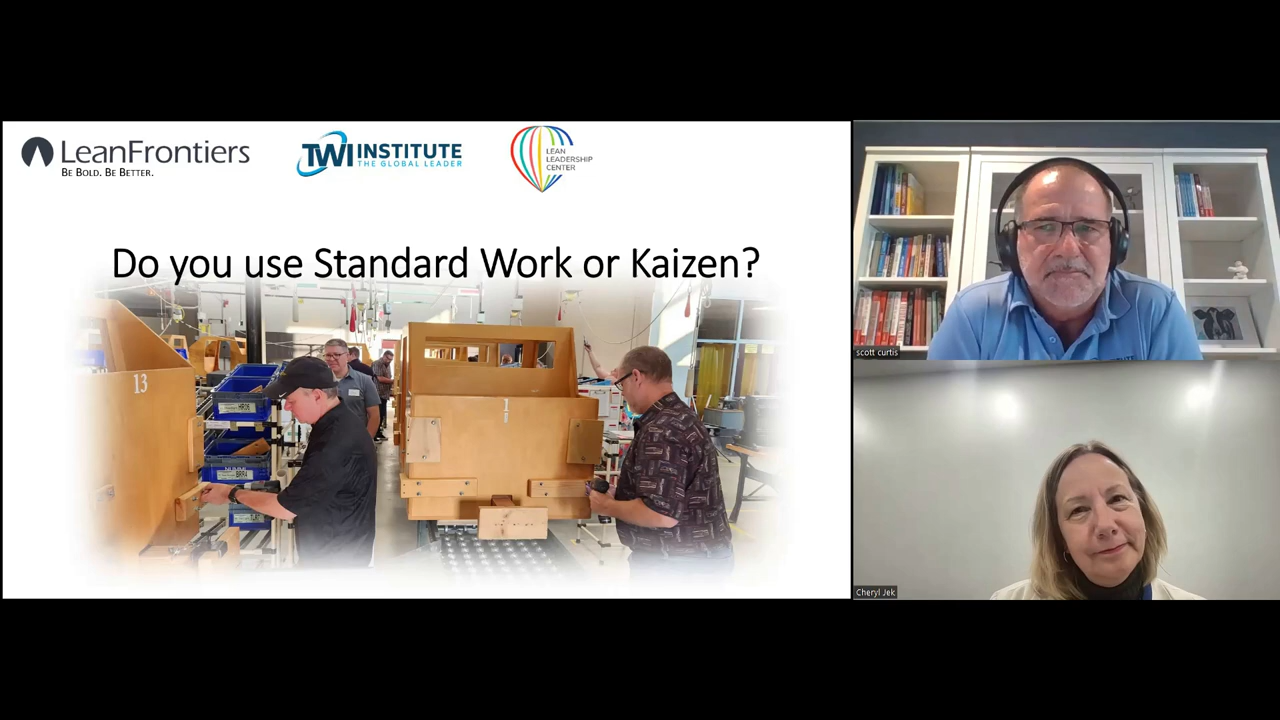 LeanFrontiers
BE BOLD. BE BETTER.
TWI INSTITUTE
THE GLOBAL LEADER
LEAN
LEADERSHIP
CENTER
Do you use Standard Work or Kaizen?
13
1
scott curtis
Cheryl Jek